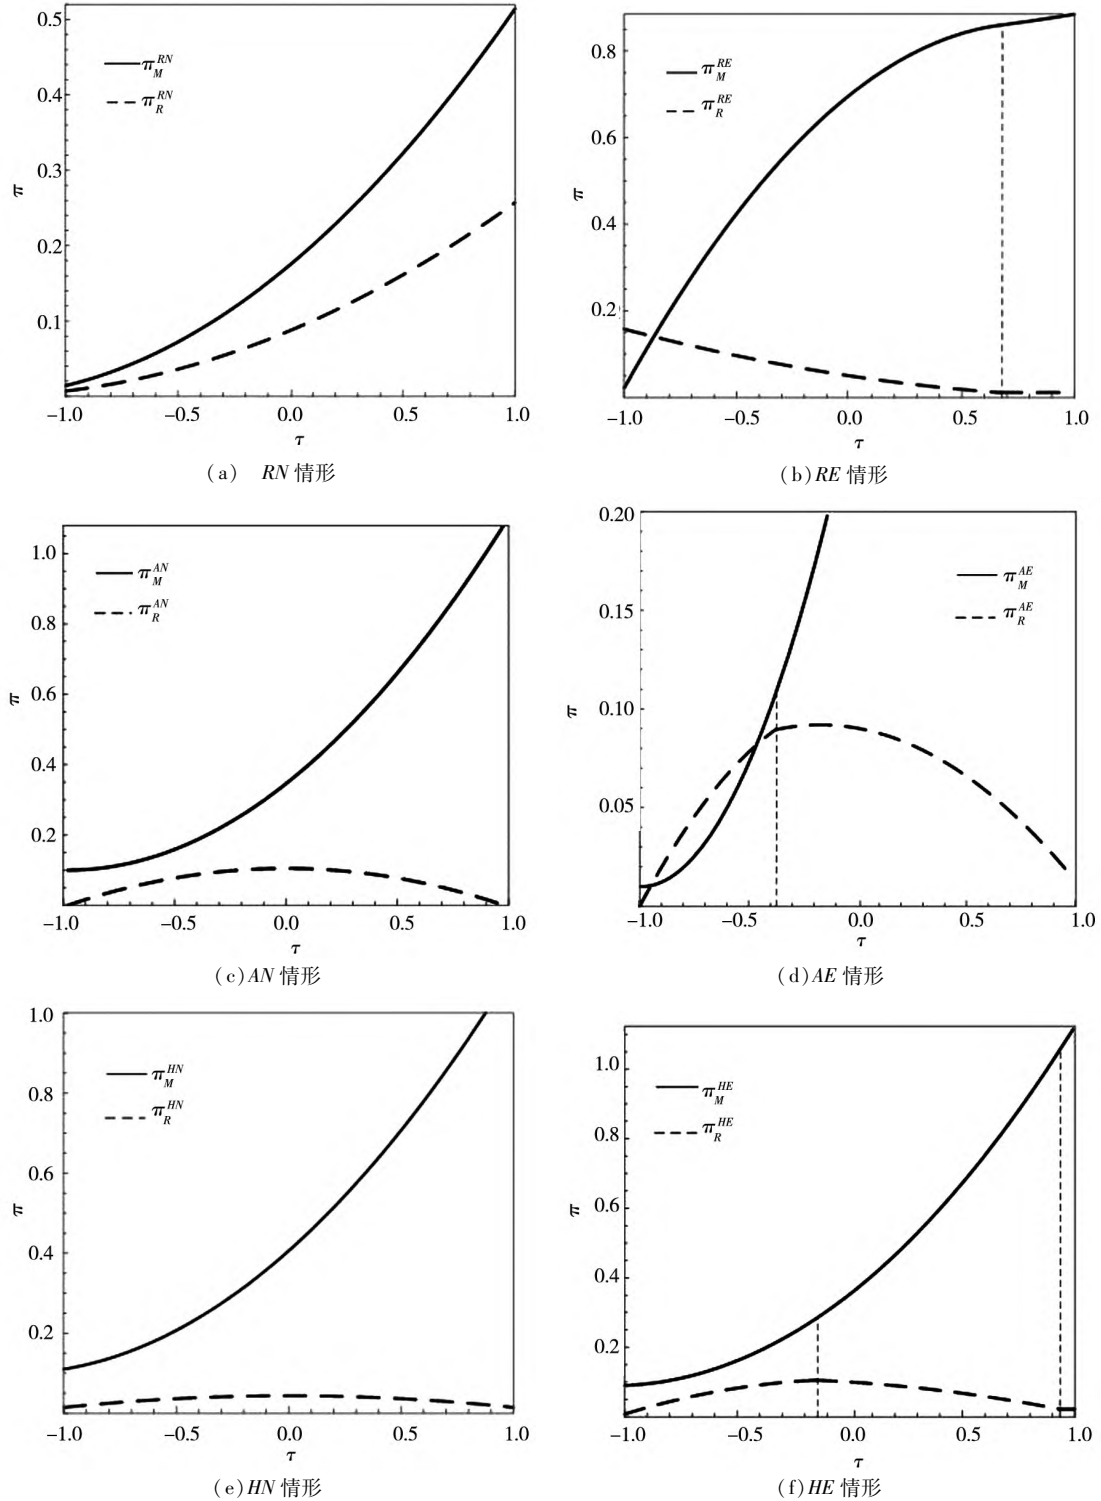 0.5
0.4
0.3
0.2
0.1
π
π_M^{RN}
π_R^{RN}
−1.0 −0.5 0.0 0.5 1.0
τ
(a) RN 情形
0.8
0.6
0.4
0.2
π
π_M^{RE}
π_R^{RE}
−1.0 −0.5 0.0 0.5 1.0
τ
(b) RE 情形
1.0
0.8
0.6
0.4
0.2
π
π_M^{AN}
π_R^{AN}
−1.0 −0.5 0.0 0.5 1.0
τ
(c) AN 情形
0.20
0.15
0.10
0.05
π
π_M^{AE}
π_R^{AE}
−1.0 −0.5 0.0 0.5 1.0
τ
(d) AE 情形
1.0
0.8
0.6
0.4
0.2
π
π_M^{HN}
π_R^{HN}
−1.0 −0.5 0.0 0.5 1.0
τ
(e) HN 情形
1.0
0.8
0.6
0.4
0.2
π
π_M^{HE}
π_R^{HE}
−1.0 −0.5 0.0 0.5 1.0
τ
(f) HE 情形